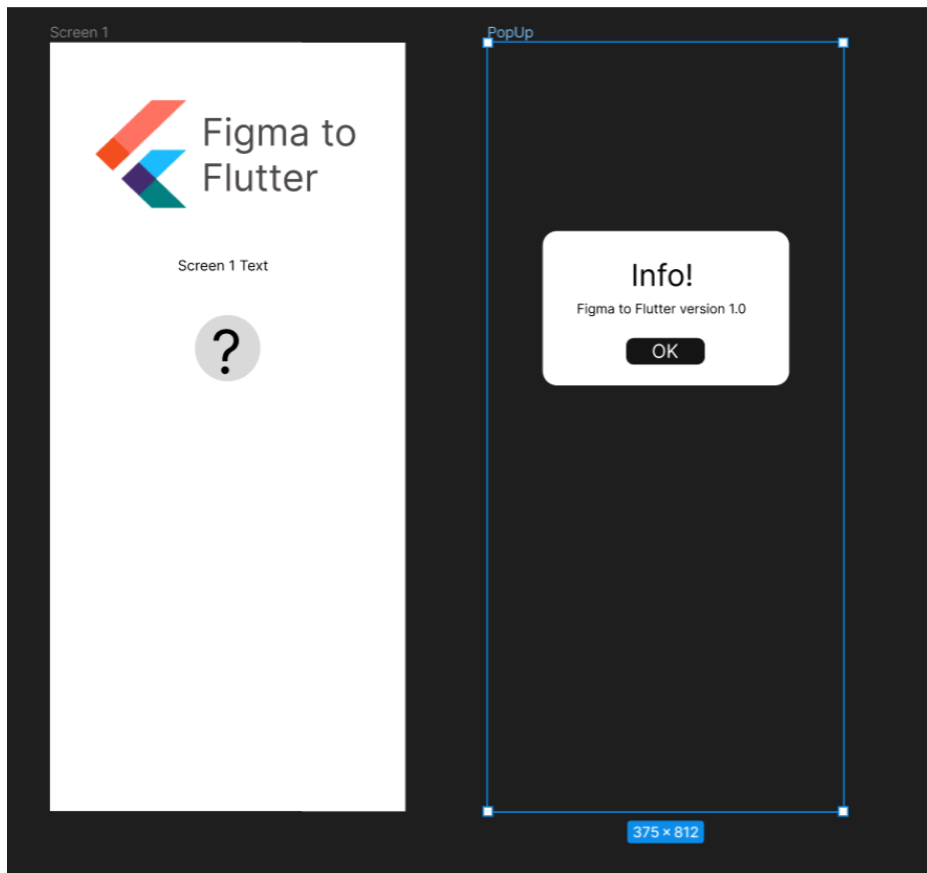 Screen 1
PopUp
Figma to
Flutter
Screen 1 Text
?
Info!
Figma to Flutter version 1.0
OK
375 × 812